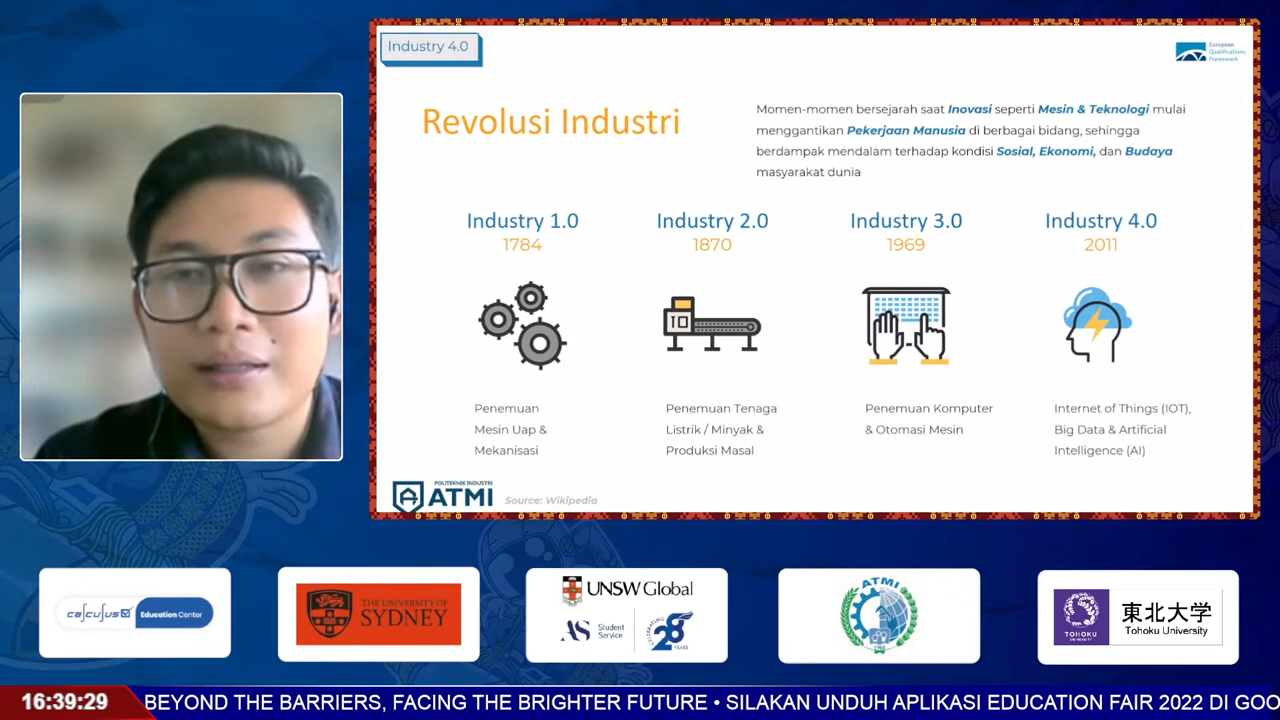 Industry 4.0
European
Qualifications
Framework
Revolusi Industri
Momen-momen bersejarah saat Inovasi seperti Mesin & Teknologi mulai
menggantikan Pekerjaan Manusia di berbagai bidang, sehingga
berdampak mendalam terhadap kondisi Sosial, Ekonomi, dan Budaya
masyarakat dunia
Industry 1.0
1784
Penemuan
Mesin Uap &
Mekanisasi
Industry 2.0
1870
Penemuan Tenaga
Listrik / Minyak &
Produksi Masal
Industry 3.0
1969
Penemuan Komputer
& Otomasi Mesin
Industry 4.0
2011
Internet of Things (IOT),
Big Data & Artificial
Intelligence (AI)
POLITEKNIK INDUSTRI
ATMI
Source: Wikipedia
calculus Education Center
THE UNIVERSITY OF
SYDNEY
UNSW Global
AS Student
Service
CELEBRATING
28
YEARS
ATMI
TOHOKU
UNIVERSITY
東北大学
Tohoku University
16:39:29
BEYOND THE BARRIERS, FACING THE BRIGHTER FUTURE • SILAKAN UNDUH APLIKASI EDUCATION FAIR 2022 DI GOO